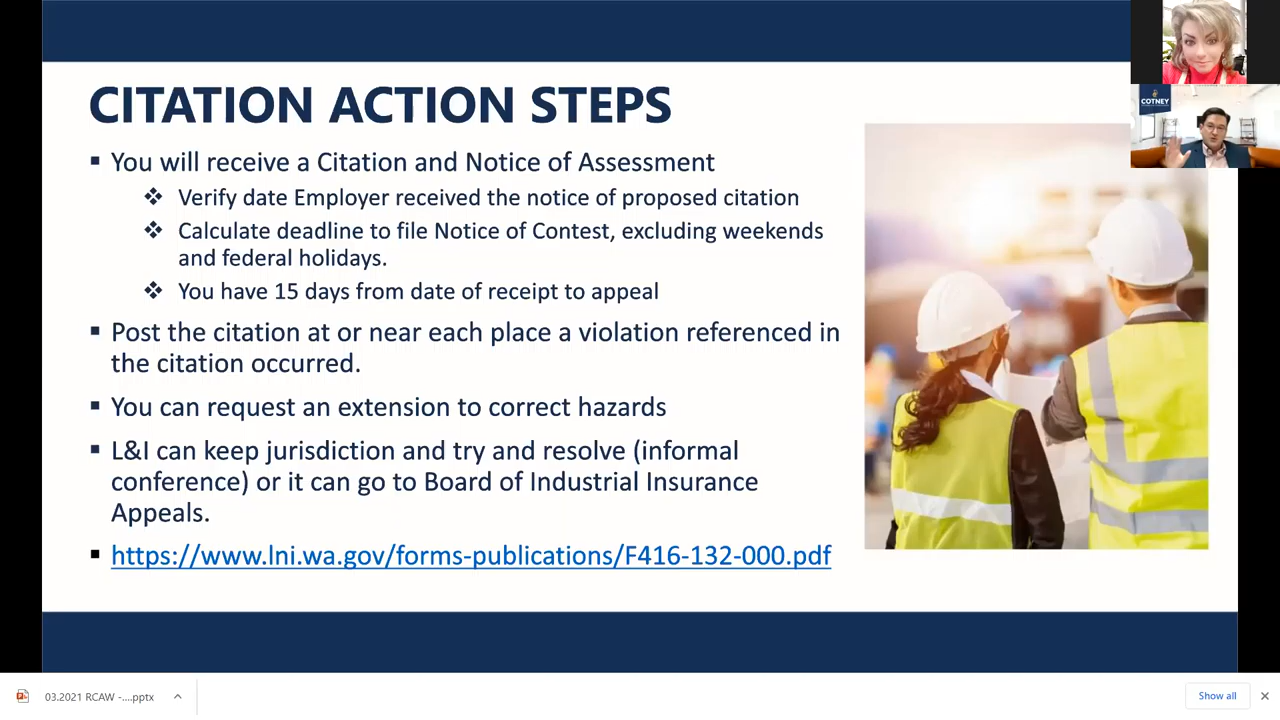 COTNEY
CITATION ACTION STEPS
▪ You will receive a Citation and Notice of Assessment
❖ Verify date Employer received the notice of proposed citation
❖ Calculate deadline to file Notice of Contest, excluding weekends
and federal holidays.
❖ You have 15 days from date of receipt to appeal
▪ Post the citation at or near each place a violation referenced in
the citation occurred.
▪ You can request an extension to correct hazards
▪ L&I can keep jurisdiction and try and resolve (informal
conference) or it can go to Board of Industrial Insurance
Appeals.
▪ https://www.lni.wa.gov/forms-publications/F416-132-000.pdf
03.2021 RCAW -....pptx
Show all